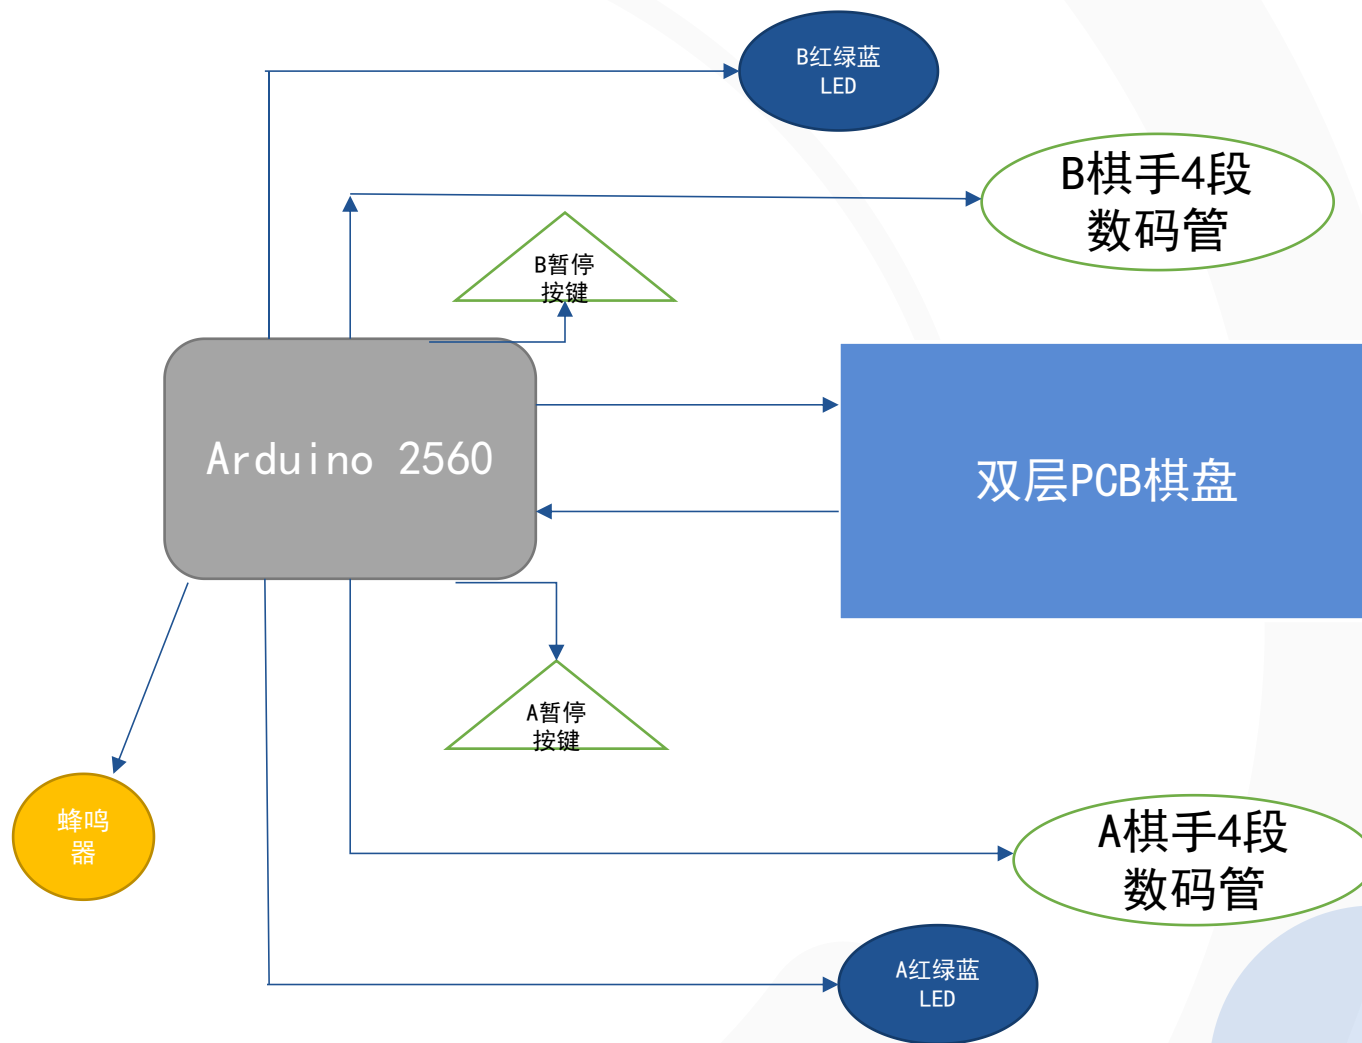 B红绿蓝
LED
B棋手4段
数码管
B暂停
按键
Arduino 2560
双层PCB棋盘
A暂停
按键
蜂鸣
器
A棋手4段
数码管
A红绿蓝
LED